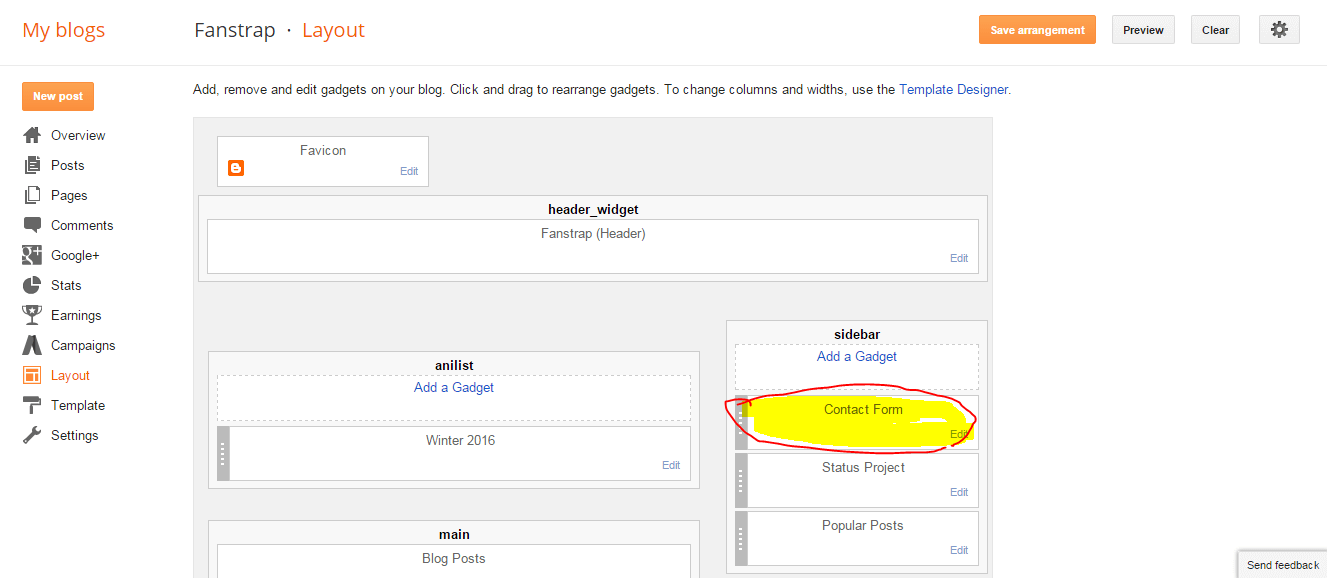 My blogs
Fanstrap · Layout
Save arrangement
Preview
Clear
New post
Overview
Posts
Pages
Comments
Google+
Stats
Earnings
Campaigns
Layout
Template
Settings
Add, remove and edit gadgets on your blog. Click and drag to rearrange gadgets. To change columns and widths, use the Template Designer.
Favicon
Edit
header_widget
Fanstrap (Header)
Edit
anilist
Add a Gadget
Winter 2016
Edit
main
Blog Posts
sidebar
Add a Gadget
Contact Form
Edit
Status Project
Edit
Popular Posts
Edit
Send feedback